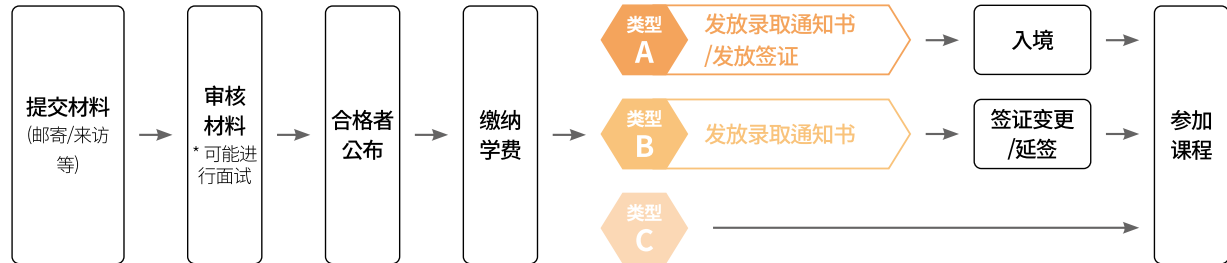 提交材料
(邮寄/来访
等)
审核
材料
* 可能进
行面试
合格者
公布
缴纳
学费
类型
A
发放录取通知书
/发放签证
入境
类型
B
发放录取通知书
签证变更
/延签
类型
C
参加
课程